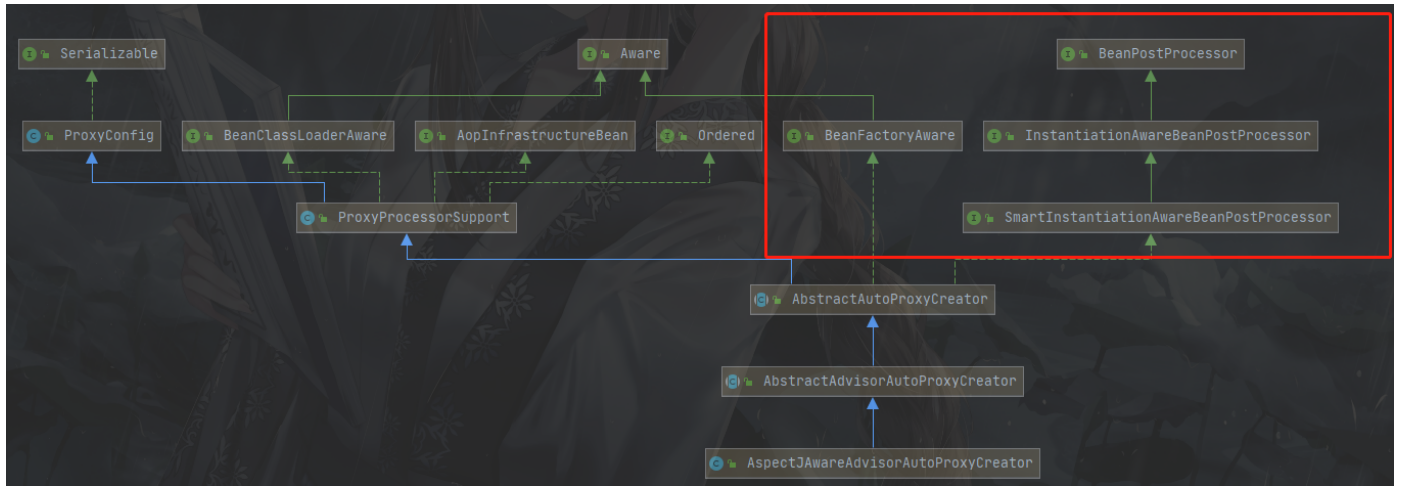 Serializable
Aware
BeanPostProcessor
ProxyConfig
BeanClassLoaderAware
AopInfrastructureBean
Ordered
BeanFactoryAware
InstantiationAwareBeanPostProcessor
ProxyProcessorSupport
SmartInstantiationAwareBeanPostProcessor
AbstractAutoProxyCreator
AbstractAdvisorAutoProxyCreator
AspectJAwareAdvisorAutoProxyCreator